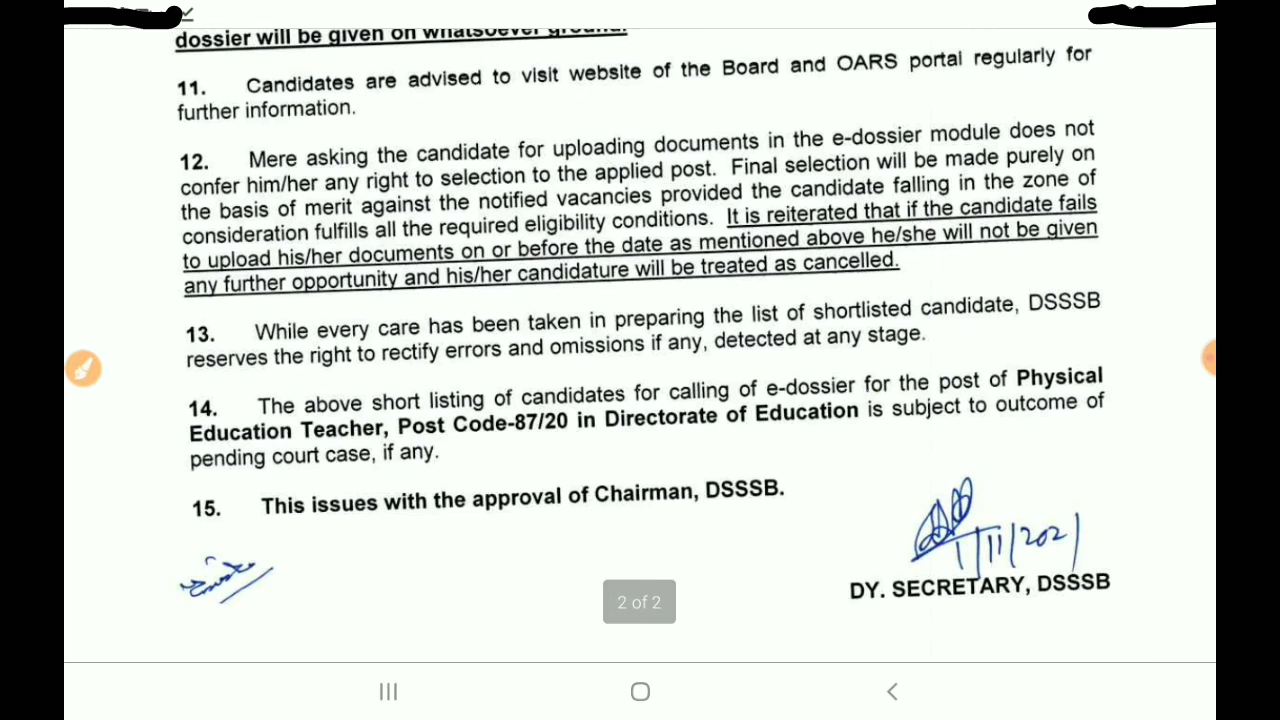 dossier will be given on whatsoever ground.
11. Candidates are advised to visit website of the Board and OARS portal regularly for
further information.
12. Mere asking the candidate for uploading documents in the e-dossier module does not
confer him/her any right to selection to the applied post. Final selection will be made purely on
the basis of merit against the notified vacancies provided the candidate falling in the zone of
consideration fulfills all the required eligibility conditions. It is reiterated that if the candidate fails
to upload his/her documents on or before the date as mentioned above he/she will not be given
any further opportunity and his/her candidature will be treated as cancelled.
13. While every care has been taken in preparing the list of shortlisted candidate, DSSSB
reserves the right to rectify errors and omissions if any, detected at any stage.
14. The above short listing of candidates for calling of e-dossier for the post of Physical
Education Teacher, Post Code-87/20 in Directorate of Education is subject to outcome of
pending court case, if any.
15. This issues with the approval of Chairman, DSSSB.
1/11/2021
DY. SECRETARY, DSSSB
2 of 2